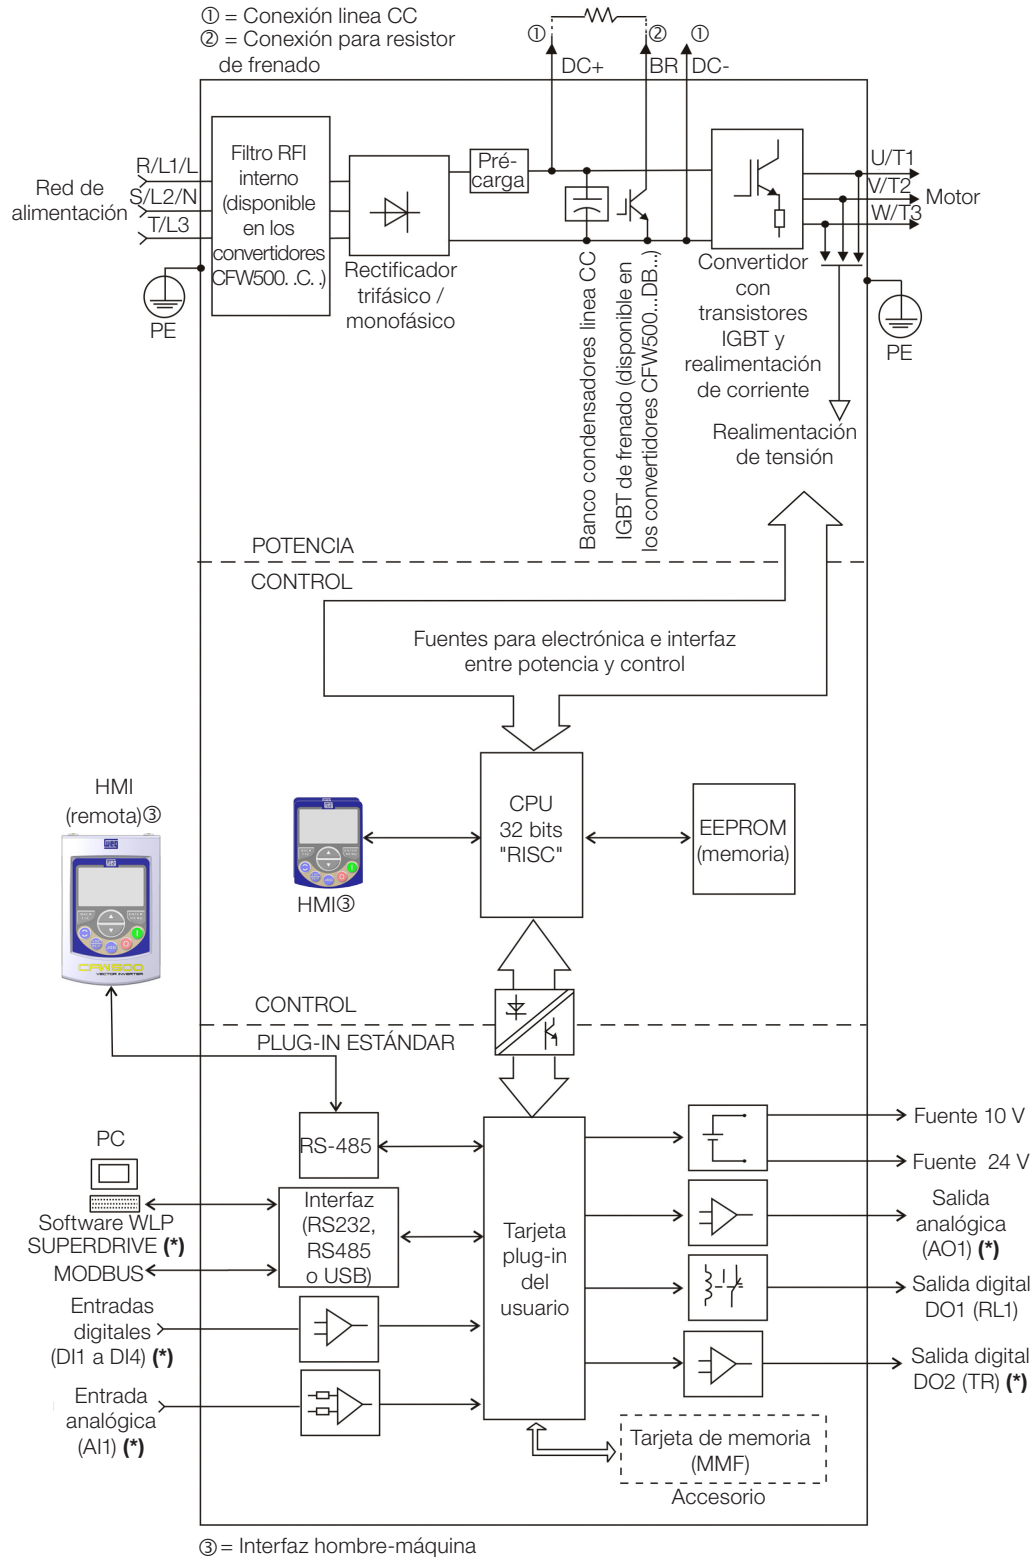 ① = Conexión linea CC
② = Conexión para resistor
de frenado
①
②
①
DC+
BR
DC-
Red de
alimentación
R/L1/L
S/L2/N
T/L3
PE
Filtro RFI
interno
(disponible
en los
convertidores
CFW500. .C. .)
Rectificador
trifásico /
monofásico
Pré-
carga
Banco condensadores linea CC
IGBT de frenado (disponible en
los convertidores CFW500...DB...)
Convertidor
con
transistores
IGBT y
realimentación
de corriente
U/T1
V/T2
W/T3
Motor
PE
Realimentación
de tensión
POTENCIA
CONTROL
Fuentes para electrónica e interfaz
entre potencia y control
HMI
(remota)③
CFW500
VECTOR INVERTER
HMI③
CPU
32 bits
"RISC"
EEPROM
(memoria)
CONTROL
PLUG-IN ESTÁNDAR
RS-485
PC
Software WLP
SUPERDRIVE (*)
MODBUS
Interfaz
(RS232,
RS485
o USB)
Entradas
digitales
(DI1 a DI4) (*)
Entrada
analógica
(AI1) (*)
Tarjeta
plug-in
del
usuario
Fuente 10 V
Fuente 24 V
Salida
analógica
(AO1) (*)
Salida digital
DO1 (RL1)
Salida digital
DO2 (TR) (*)
Tarjeta de memoria
(MMF)
Accesorio
③ = Interfaz hombre-máquina